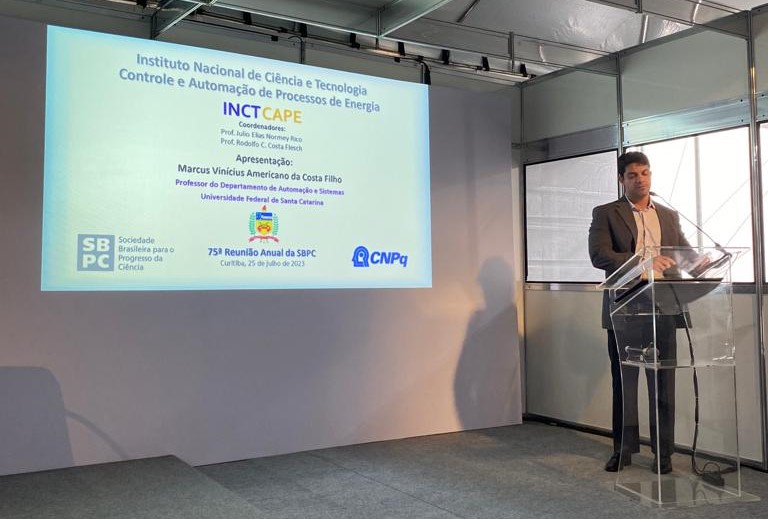 Instituto Nacional de Ciência e Tecnologia
Controle e Automação de Processos de Energia
INCTCAPE
Coordenadores:
Prof. Julio Elias Normey Rico
Prof. Rodolfo C. Costa Flesch
Apresentação:
Marcus Vinícius Americano da Costa Filho
Professor do Departamento de Automação e Sistemas
Universidade Federal de Santa Catarina
SB
PC
Sociedade
Brasileira para o
Progresso da
Ciência
75ª Reunião Anual da SBPC
Curitiba, 25 de julho de 2023
CNPq